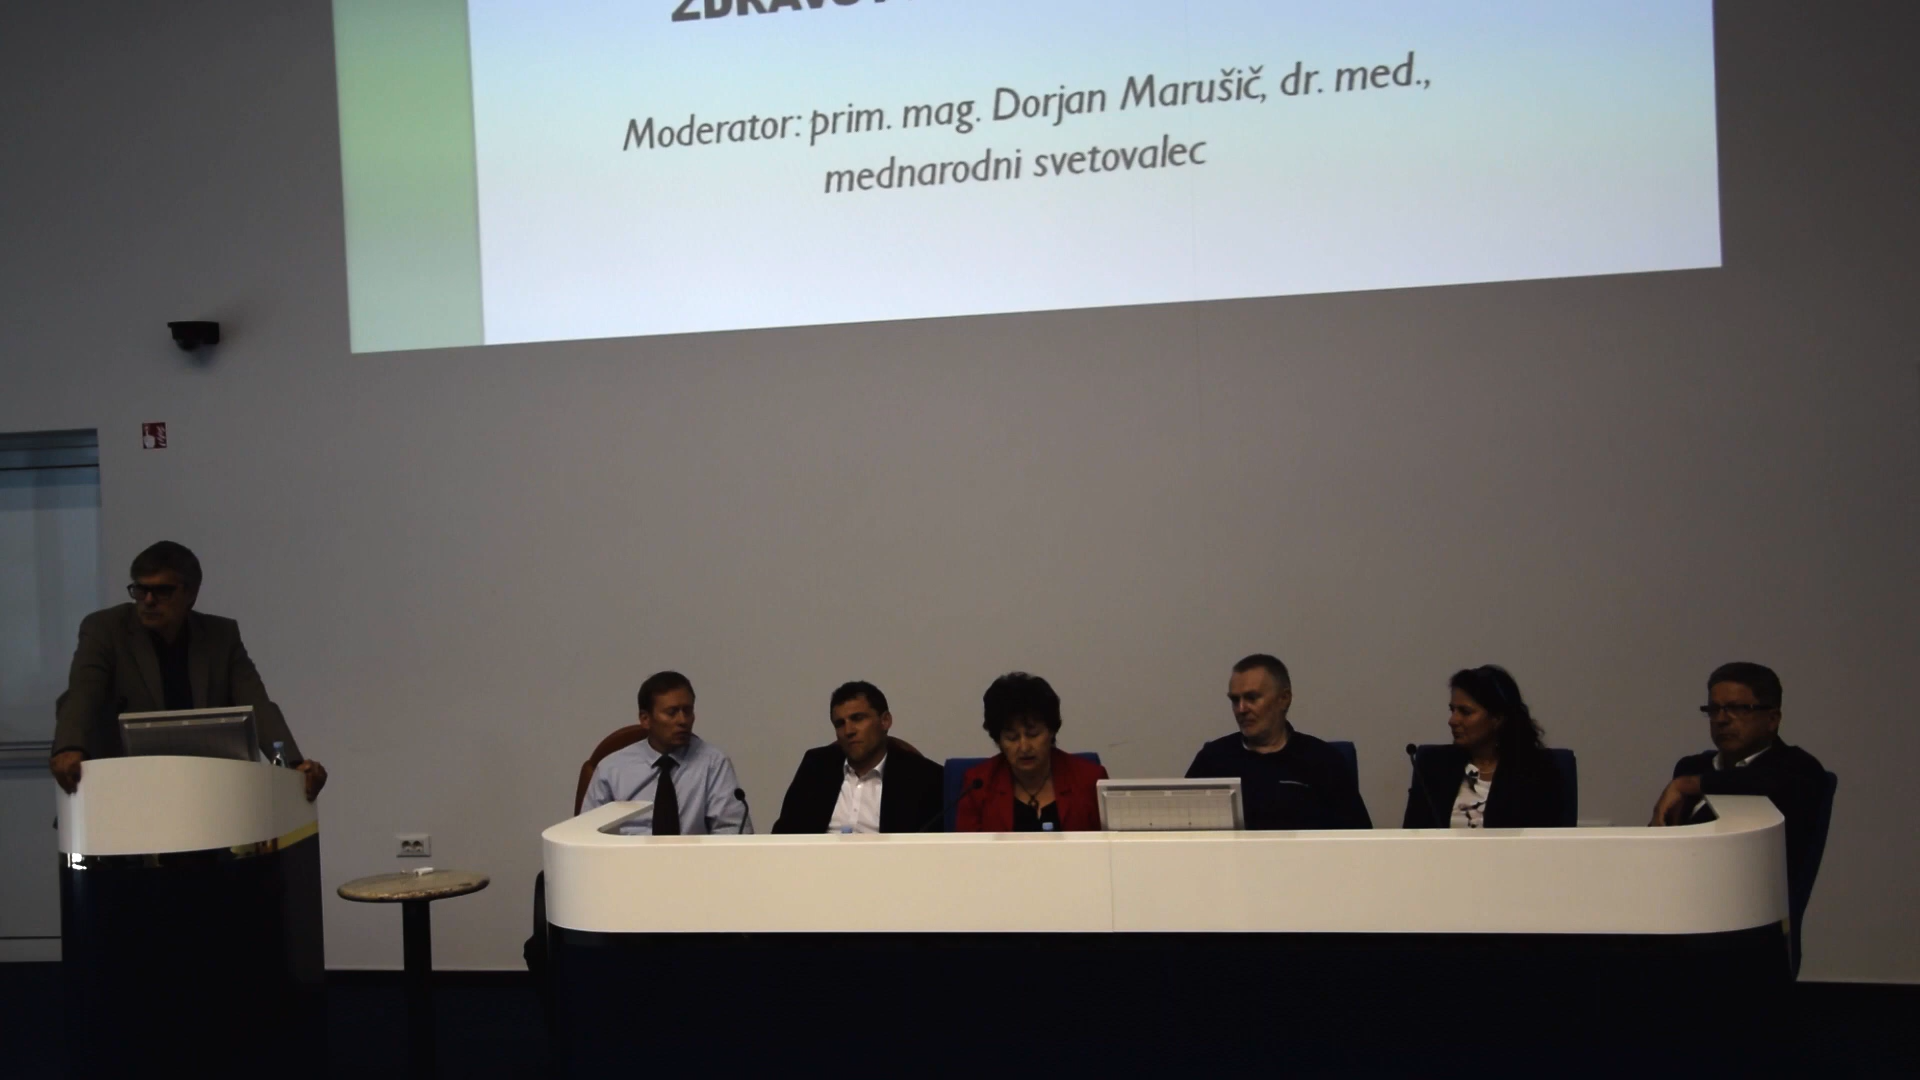 Moderator: prim. mag. Dorjan Marušič, dr. med.,
mednarodni svetovalec